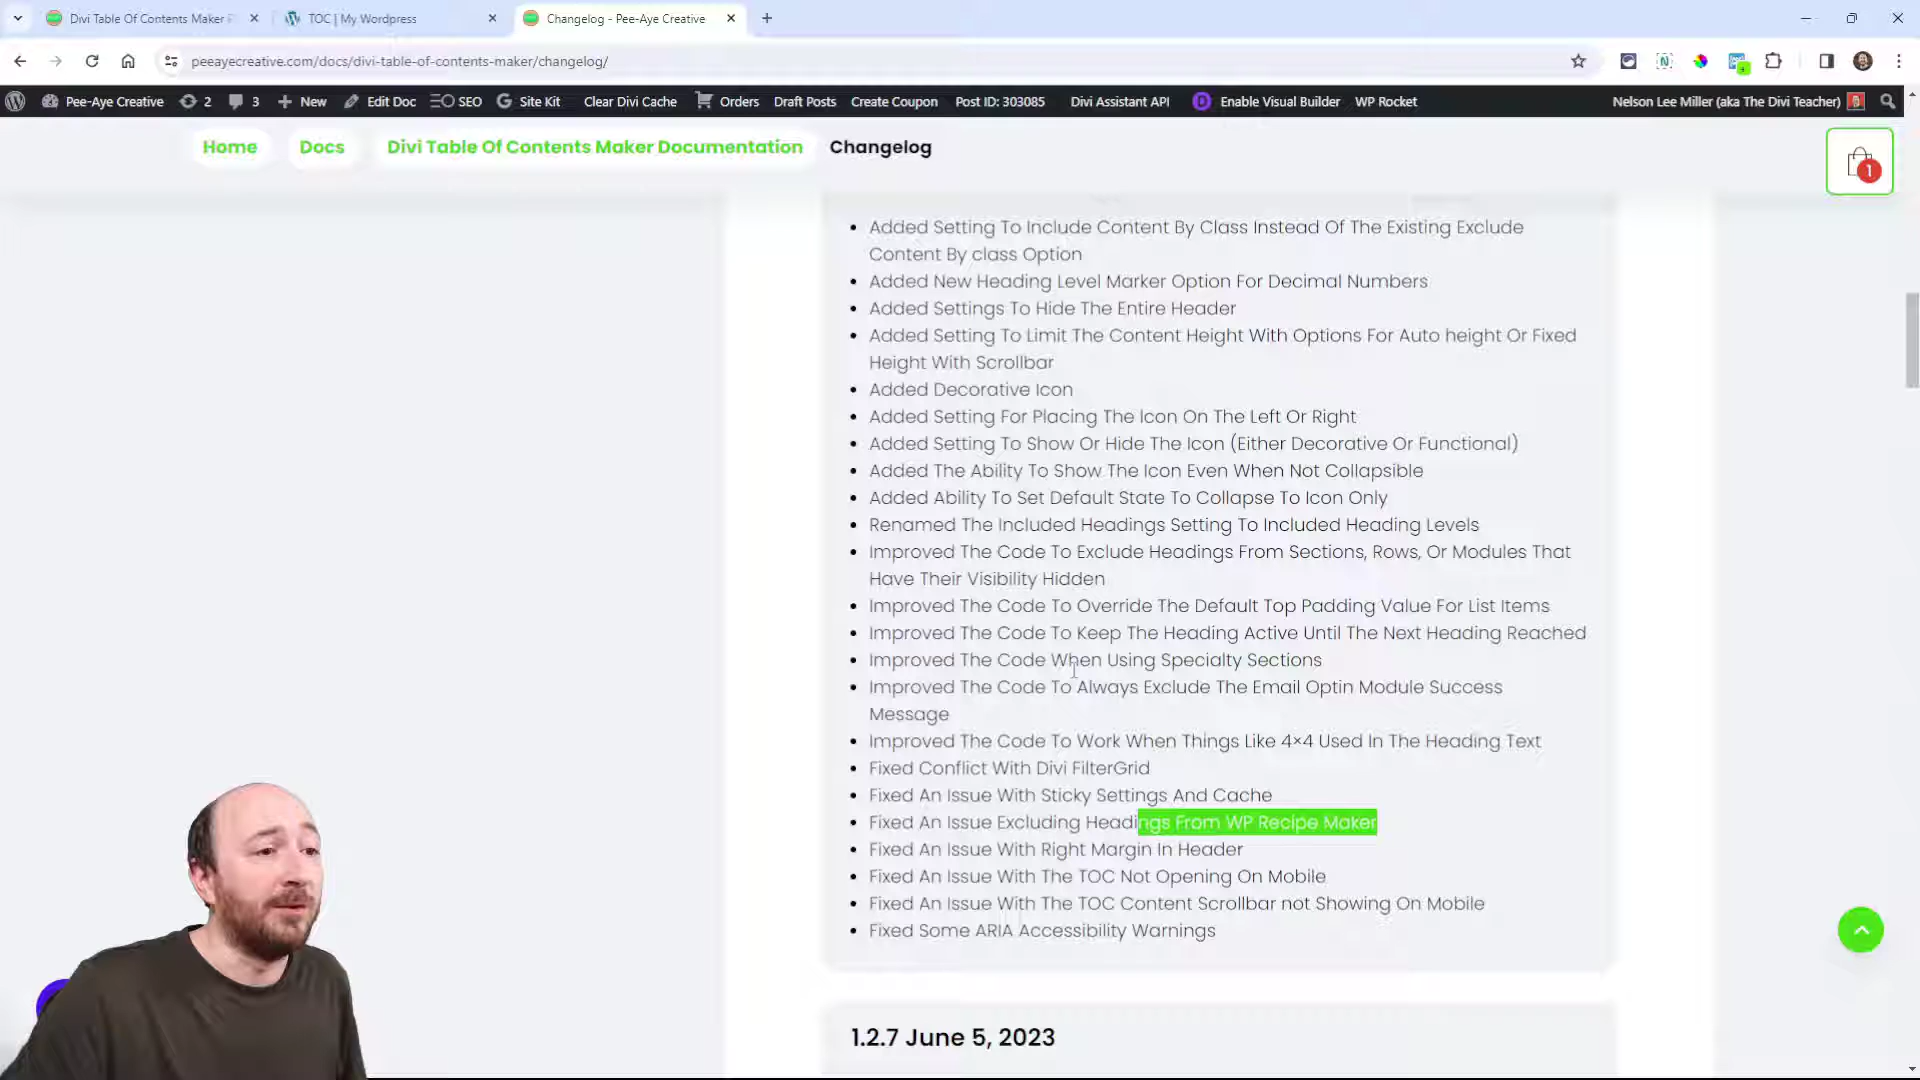 Divi Table Of Contents Maker
TOC | My Wordpress
Changelog - Pee-Aye Creative
peeayecreative.com/docs/divi-table-of-contents-maker/changelog/
Pee-Aye Creative
2
3
New
Edit Doc
SEO
Site Kit
Clear Divi Cache
Orders
Draft Posts
Create Coupon
Post ID: 303085
Divi Assistant API
Enable Visual Builder
WP Rocket
Nelson Lee Miller (aka The Divi Teacher)
Home
Docs
Divi Table Of Contents Maker Documentation
Changelog
1
Added Setting To Include Content By Class Instead Of The Existing Exclude
Content By class Option
Added New Heading Level Marker Option For Decimal Numbers
Added Settings To Hide The Entire Header
Added Setting To Limit The Content Height With Options For Auto height Or Fixed
Height With Scrollbar
Added Decorative Icon
Added Setting For Placing The Icon On The Left Or Right
Added Setting To Show Or Hide The Icon (Either Decorative Or Functional)
Added The Ability To Show The Icon Even When Not Collapsible
Added Ability To Set Default State To Collapse To Icon Only
Renamed The Included Headings Setting To Included Heading Levels
Improved The Code To Exclude Headings From Sections, Rows, Or Modules That
Have Their Visibility Hidden
Improved The Code To Override The Default Top Padding Value For List Items
Improved The Code To Keep The Heading Active Until The Next Heading Reached
Improved The Code When Using Specialty Sections
Improved The Code To Always Exclude The Email Optin Module Success
Message
Improved The Code To Work When Things Like 4×4 Used In The Heading Text
Fixed Conflict With Divi FilterGrid
Fixed An Issue With Sticky Settings And Cache
Fixed An Issue Excluding Headings From WP Recipe Maker
Fixed An Issue With Right Margin In Header
Fixed An Issue With The TOC Not Opening On Mobile
Fixed An Issue With The TOC Content Scrollbar not Showing On Mobile
Fixed Some ARIA Accessibility Warnings
1.2.7 June 5, 2023